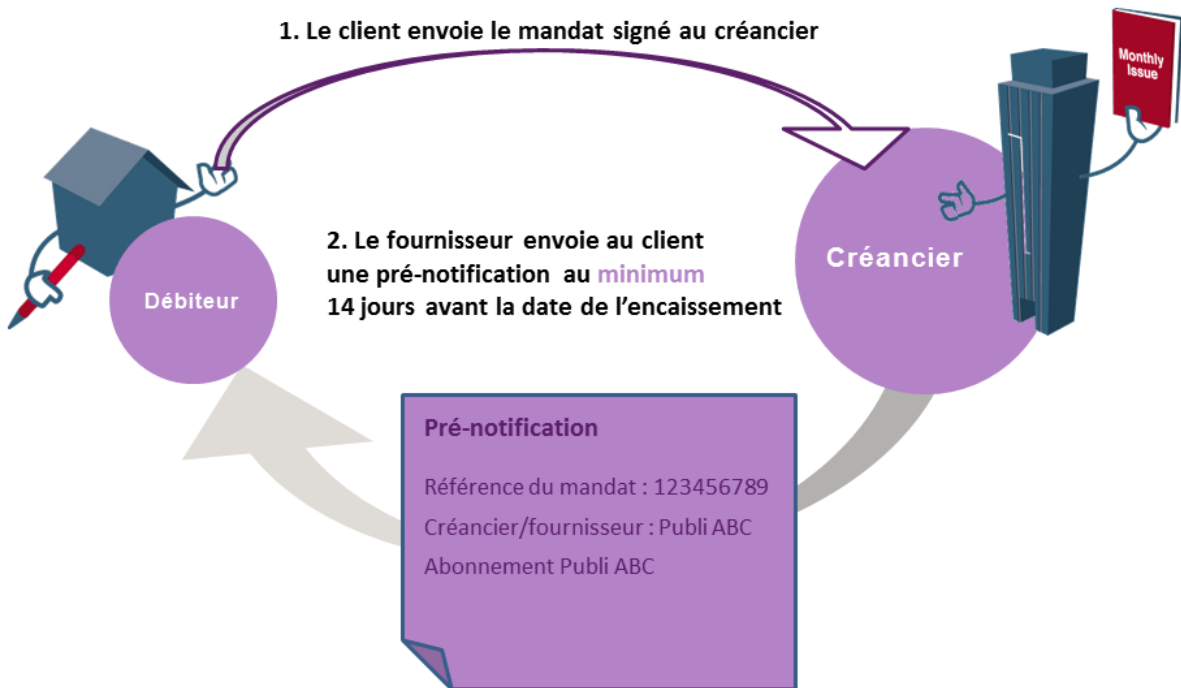 1. Le client envoie le mandat signé au créancier
Monthly
Issue
2. Le fournisseur envoie au client
une pré-notification au minimum
14 jours avant la date de l'encaissement
Créancier
Débiteur
Pré-notification
Référence du mandat : 123456789
Créancier/fournisseur : Publi ABC
Abonnement Publi ABC